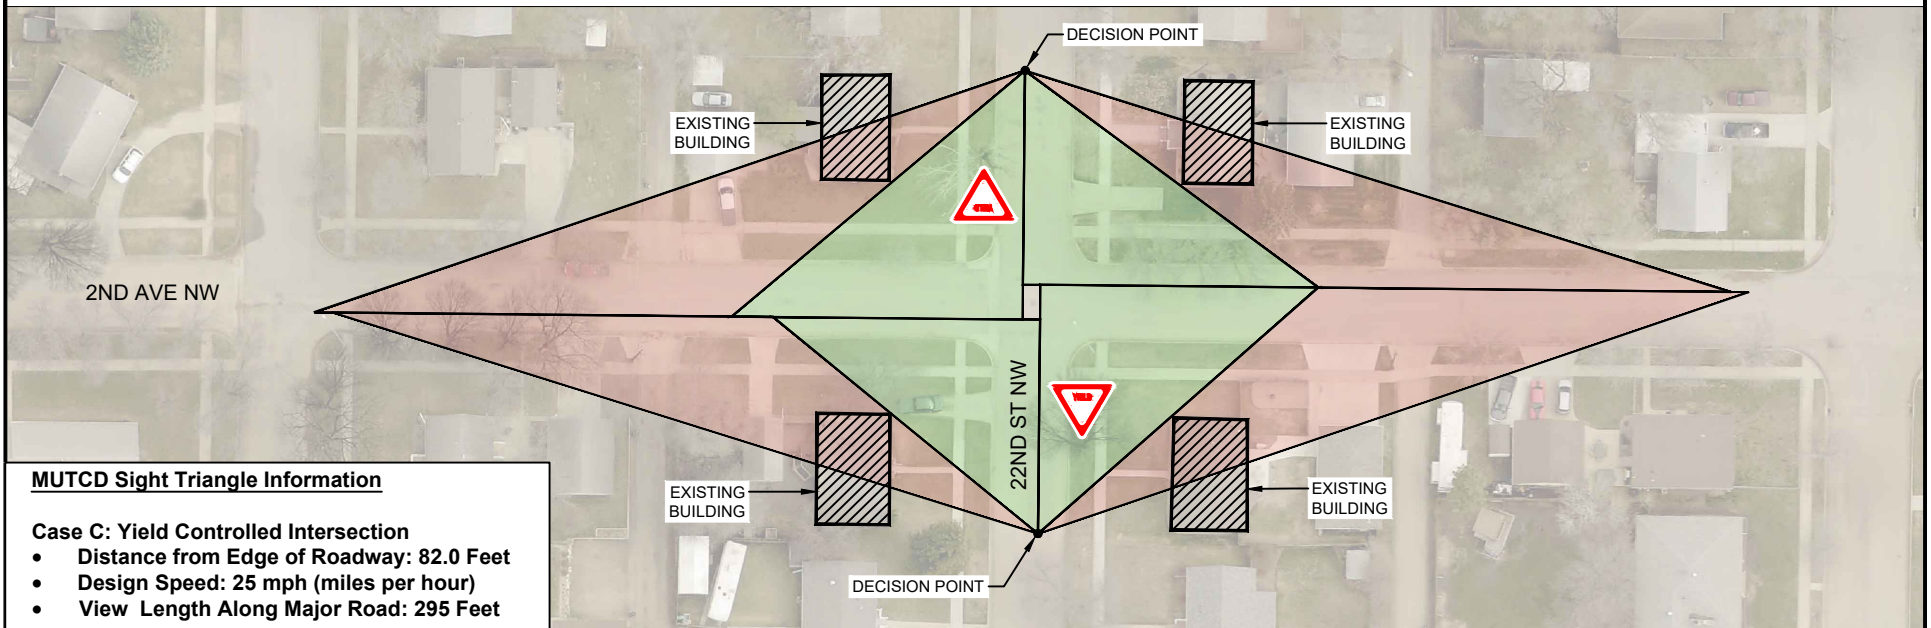 DECISION POINT
EXISTING
BUILDING
EXISTING
BUILDING
2ND AVE NW
22ND ST NW
YIELD
EXISTING
BUILDING
EXISTING
BUILDING
DECISION POINT
MUTCD Sight Triangle Information
Case C: Yield Controlled Intersection
• Distance from Edge of Roadway: 82.0 Feet
• Design Speed: 25 mph (miles per hour)
• View Length Along Major Road: 295 Feet